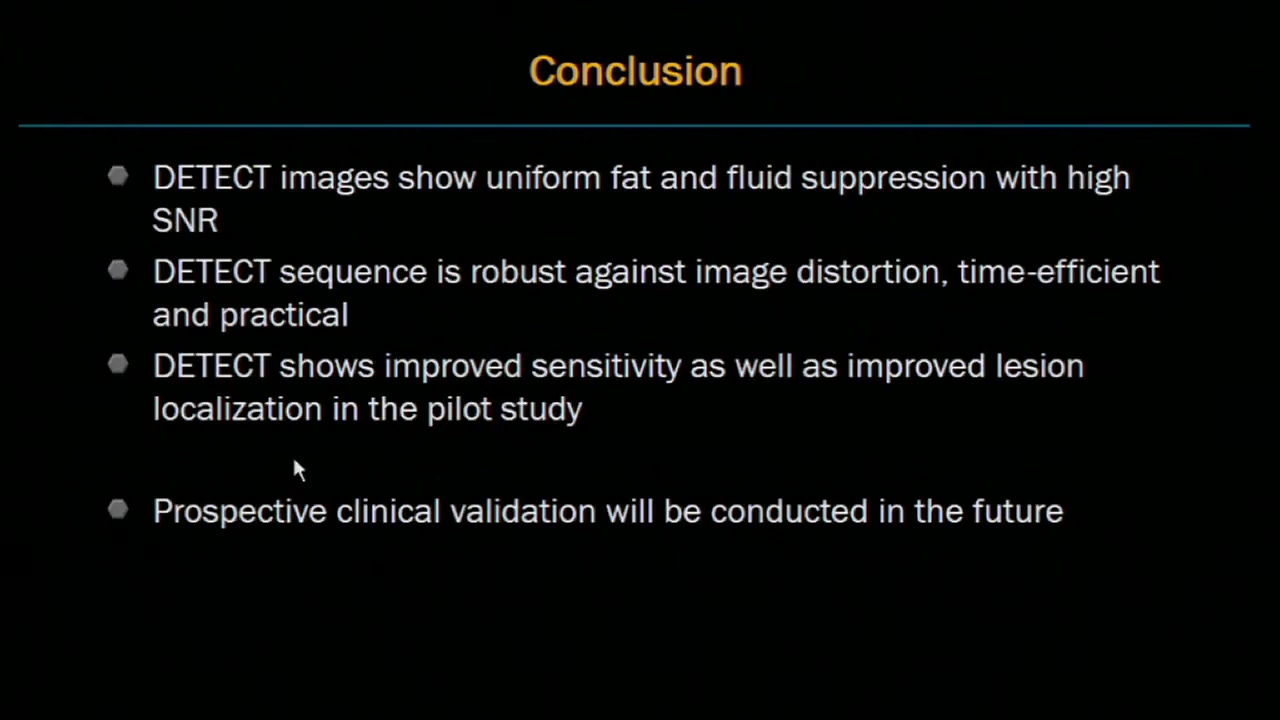 Conclusion
DETECT images show uniform fat and fluid suppression with high
SNR
DETECT sequence is robust against image distortion, time-efficient
and practical
DETECT shows improved sensitivity as well as improved lesion
localization in the pilot study
Prospective clinical validation will be conducted in the future